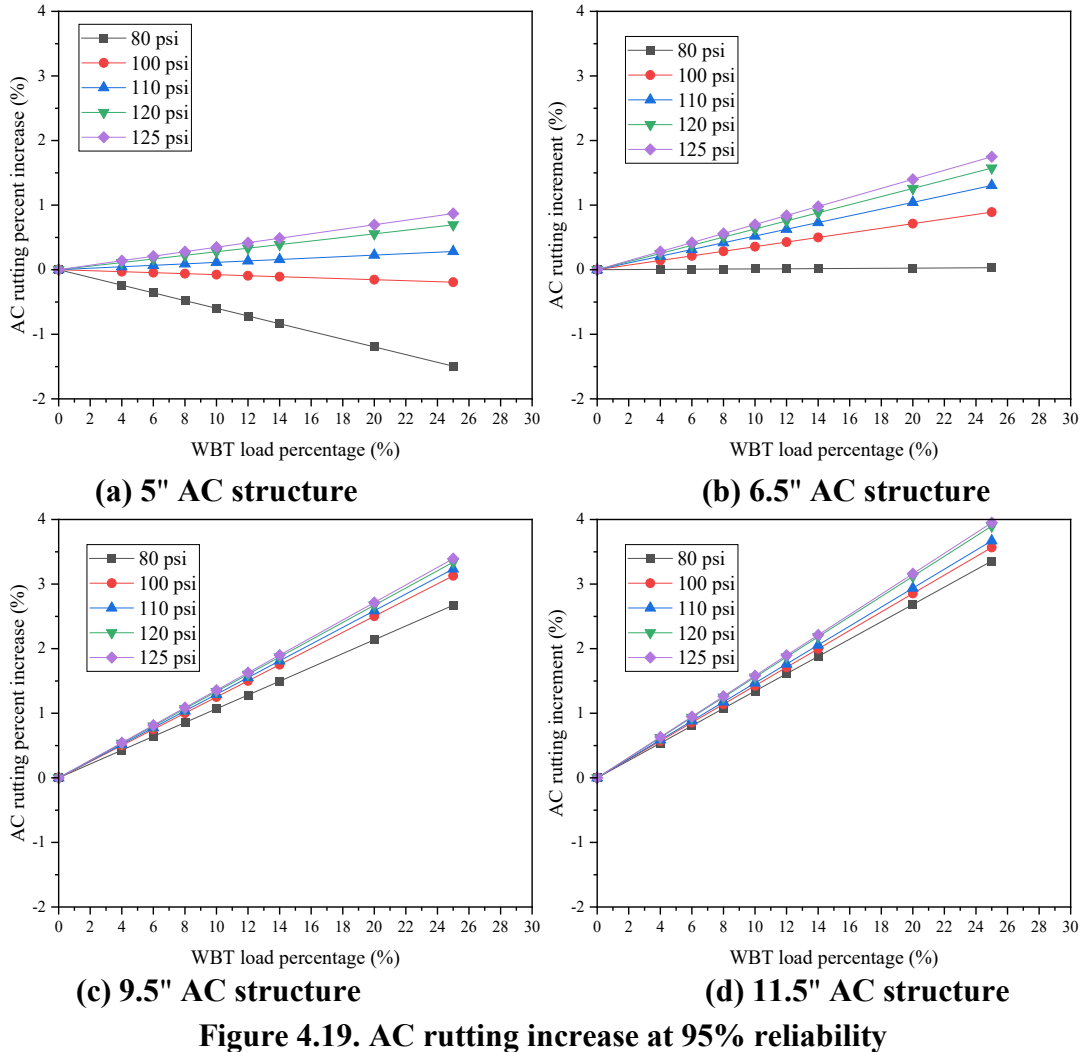 4
3
2
1
0
-1
-2
AC rutting percent increase (%)
80 psi
100 psi
110 psi
120 psi
125 psi
0 2 4 6 8 10 12 14 16 18 20 22 24 26 28 30
WBT load percentage (%)
(a) 5" AC structure
4
3
2
1
0
-1
-2
AC rutting increment (%)
80 psi
100 psi
110 psi
120 psi
125 psi
0 2 4 6 8 10 12 14 16 18 20 22 24 26 28 30
WBT load percentage (%)
(b) 6.5" AC structure
4
3
2
1
0
-1
-2
AC rutting percent increase (%)
80 psi
100 psi
110 psi
120 psi
125 psi
0 2 4 6 8 10 12 14 16 18 20 22 24 26 28 30
WBT load percentage (%)
(c) 9.5" AC structure
4
3
2
1
0
-1
-2
AC rutting increment (%)
80 psi
100 psi
110 psi
120 psi
125 psi
0 2 4 6 8 10 12 14 16 18 20 22 24 26 28 30
WBT load percentage (%)
(d) 11.5" AC structure
Figure 4.19. AC rutting increase at 95% reliability